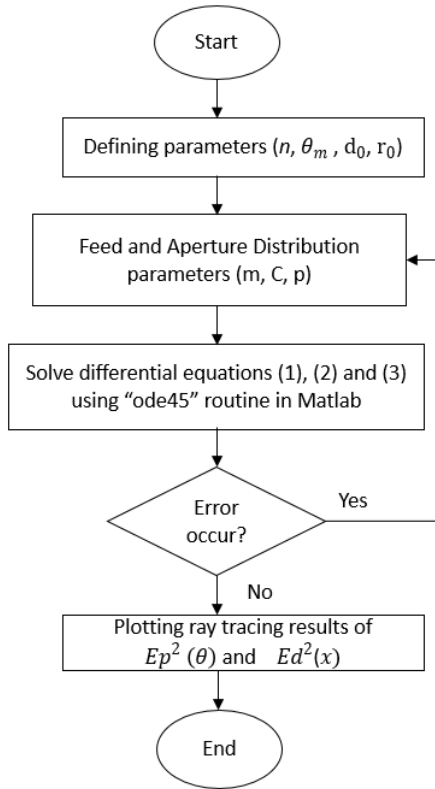 Start
Defining parameters (n, θₘ , d₀, r₀)
Feed and Aperture Distribution
parameters (m, C, p)
Solve differential equations (1), (2) and (3)
using “ode45” routine in Matlab
Error
occur?
Yes
No
Plotting ray tracing results of
Ep² (θ) and Ed²(x)
End